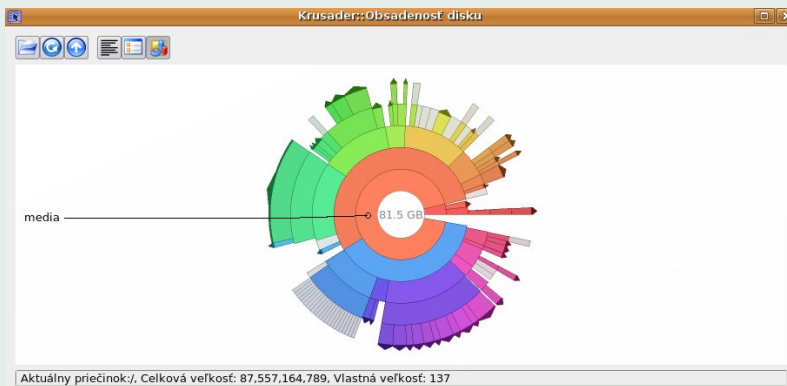 Krusader::Obsadenosť disku
media
81.5 GB
Aktuálny priečinok:/, Celková veľkosť: 87,557,164,789, Vlastná veľkosť: 137